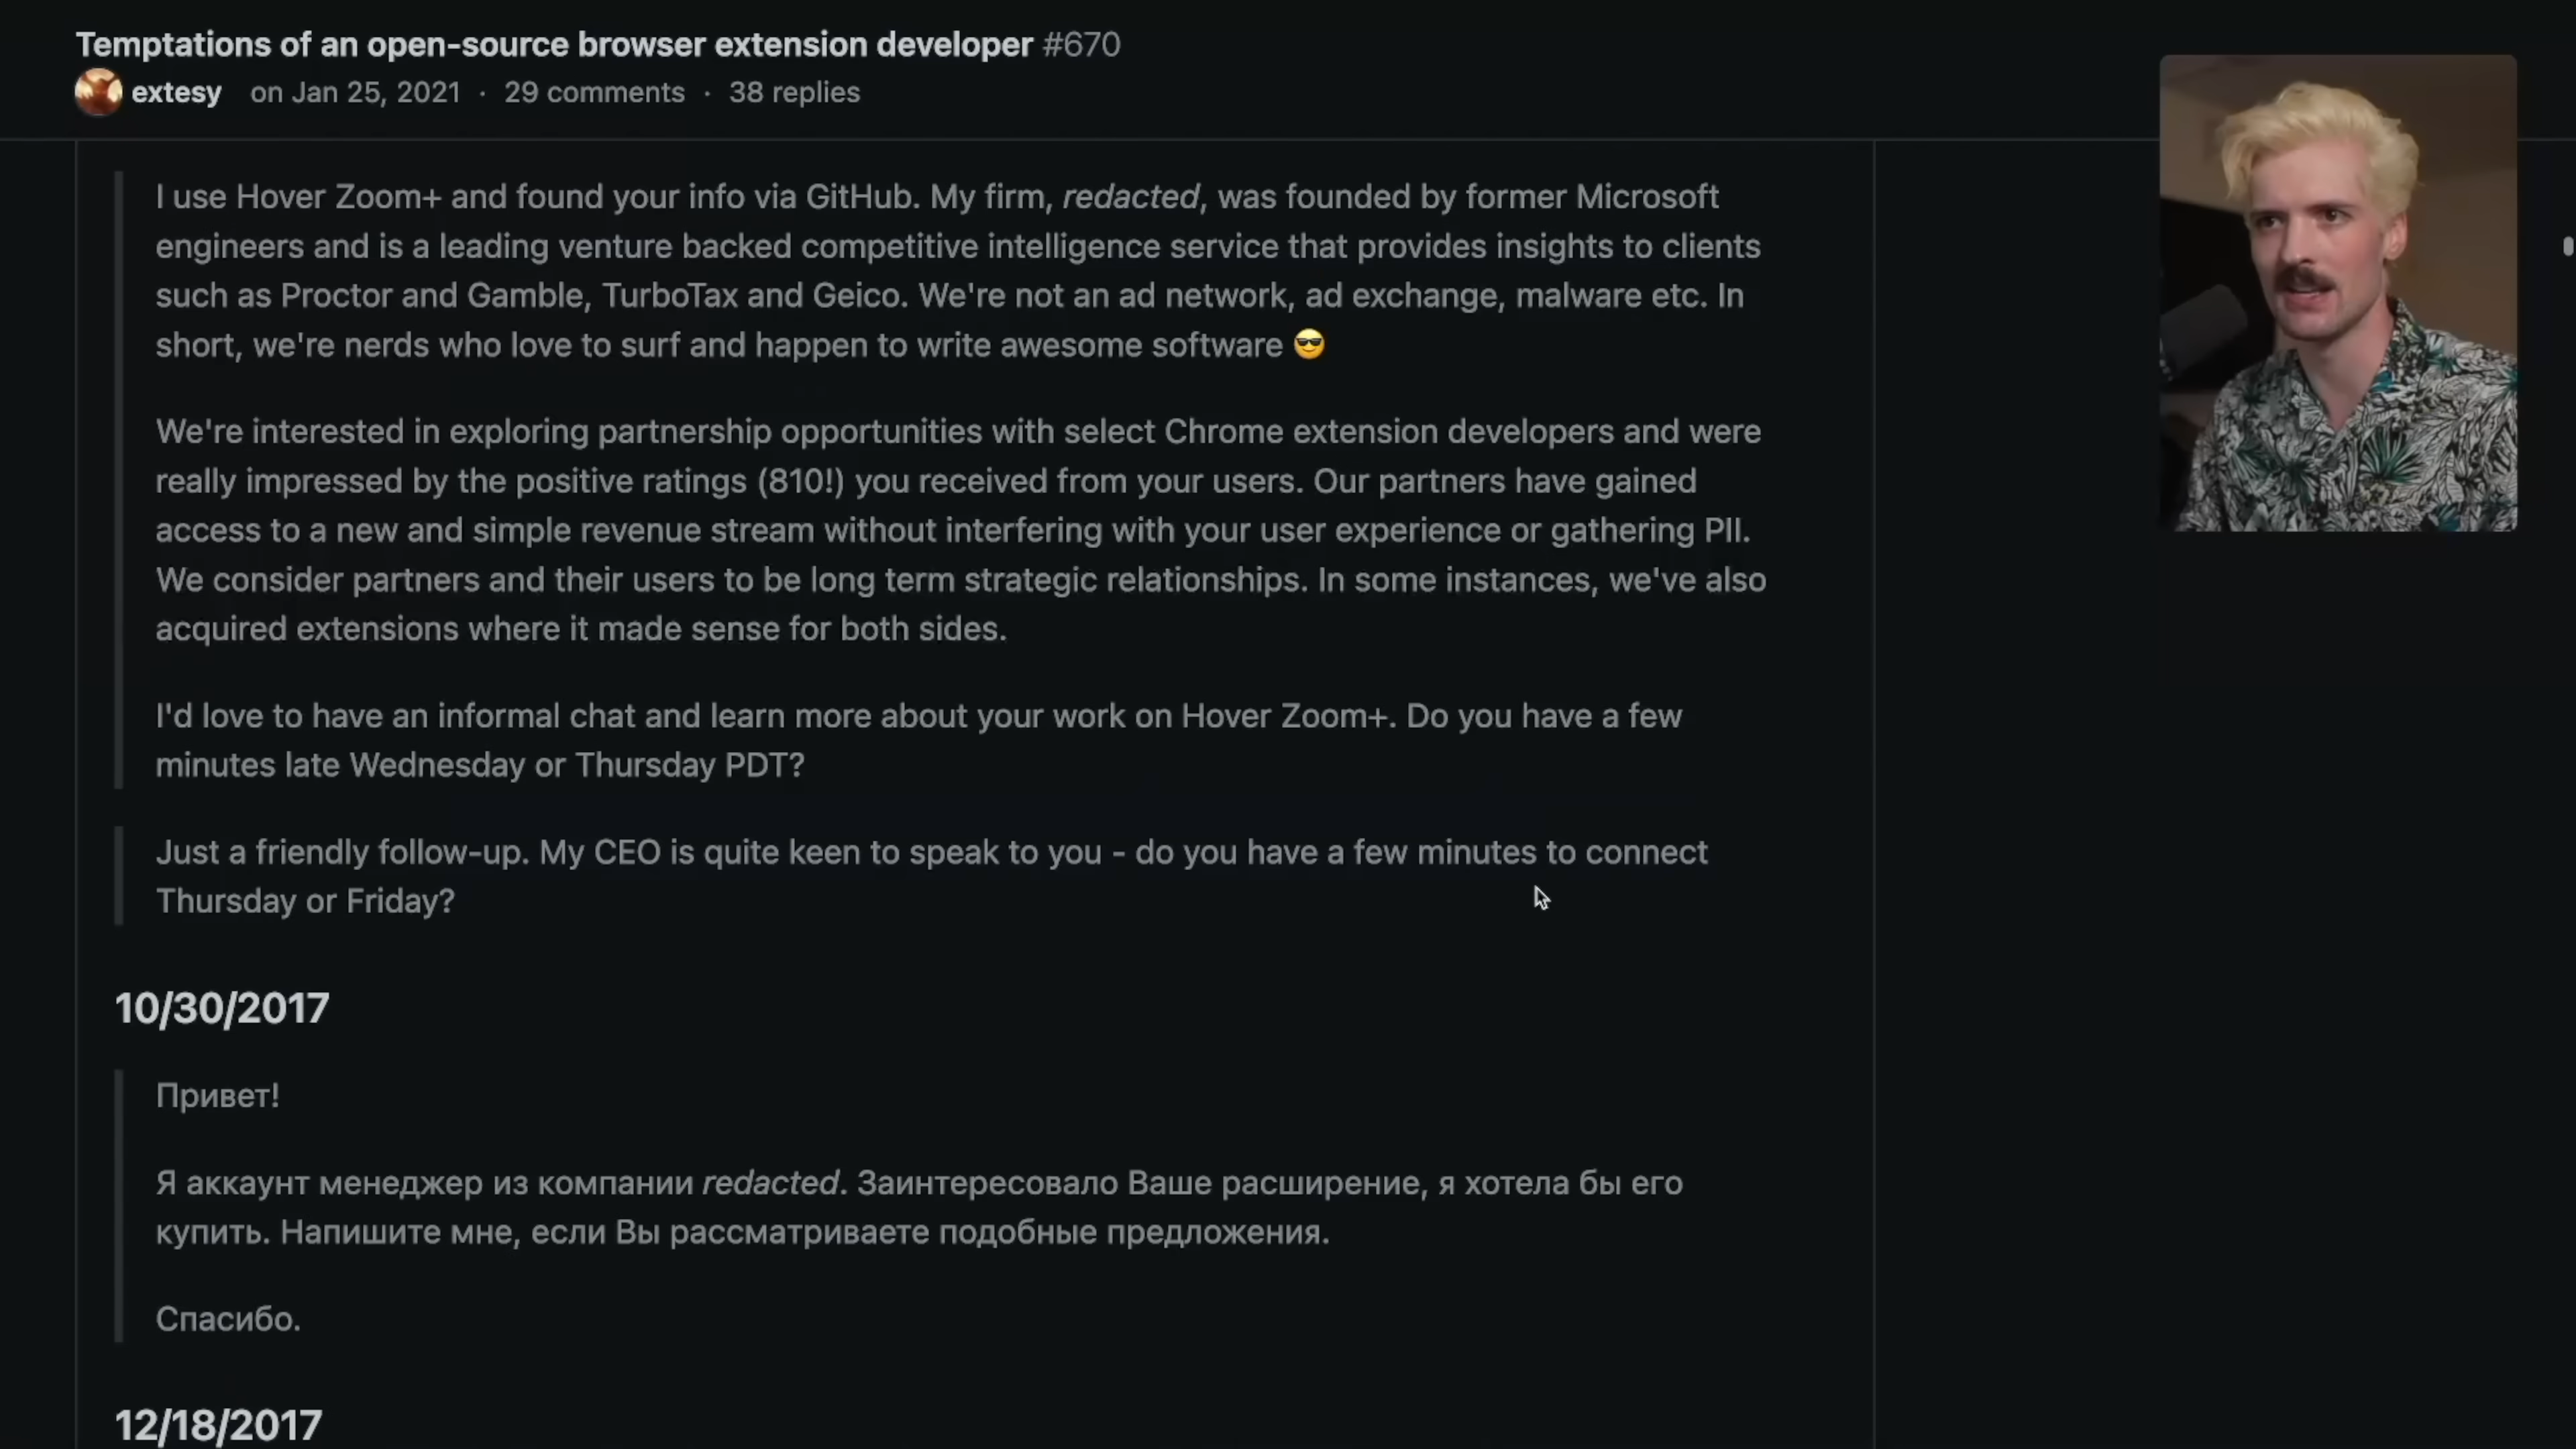 Temptations of an open-source browser extension developer #670
extesy on Jan 25, 2021 · 29 comments · 38 replies
I use Hover Zoom+ and found your info via GitHub. My firm, redacted, was founded by former Microsoft
engineers and is a leading venture backed competitive intelligence service that provides insights to clients
such as Proctor and Gamble, TurboTax and Geico. We're not an ad network, ad exchange, malware etc. In
short, we're nerds who love to surf and happen to write awesome software 😎
We're interested in exploring partnership opportunities with select Chrome extension developers and were
really impressed by the positive ratings (810!) you received from your users. Our partners have gained
access to a new and simple revenue stream without interfering with your user experience or gathering PII.
We consider partners and their users to be long term strategic relationships. In some instances, we've also
acquired extensions where it made sense for both sides.
I'd love to have an informal chat and learn more about your work on Hover Zoom+. Do you have a few
minutes late Wednesday or Thursday PDT?
Just a friendly follow-up. My CEO is quite keen to speak to you - do you have a few minutes to connect
Thursday or Friday?
10/30/2017
Привет!
Я аккаунт менеджер из компании redacted. Заинтересовало Ваше расширение, я хотела бы его
купить. Напишите мне, если Вы рассматриваете подобные предложения.
Спасибо.
12/18/2017